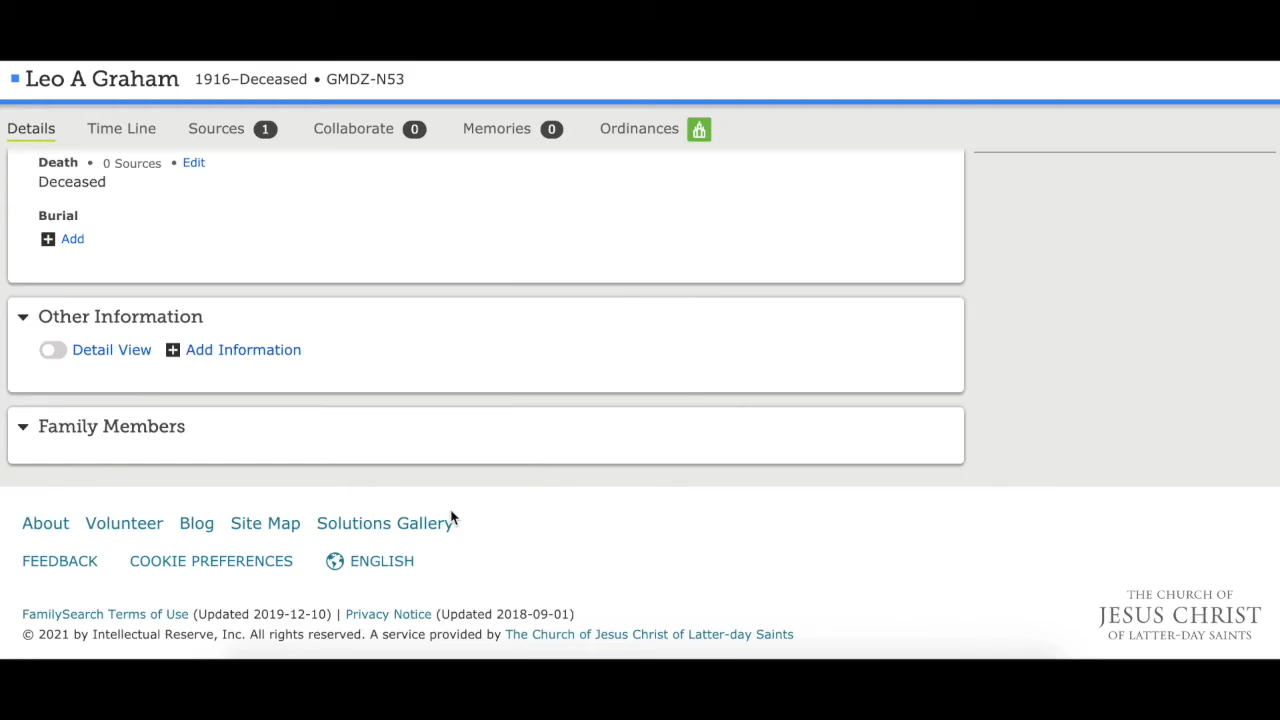 Leo A Graham 1916–Deceased • GMDZ-N53
Details Time Line Sources 1 Collaborate 0 Memories 0 Ordinances
Death • 0 Sources • Edit
Deceased
Burial
Add
Other Information
Detail View Add Information
Family Members
About Volunteer Blog Site Map Solutions Gallery
FEEDBACK COOKIE PREFERENCES ENGLISH
FamilySearch Terms of Use (Updated 2019-12-10) | Privacy Notice (Updated 2018-09-01)
© 2021 by Intellectual Reserve, Inc. All rights reserved. A service provided by The Church of Jesus Christ of Latter-day Saints
THE CHURCH OF
JESUS CHRIST
OF LATTER-DAY SAINTS